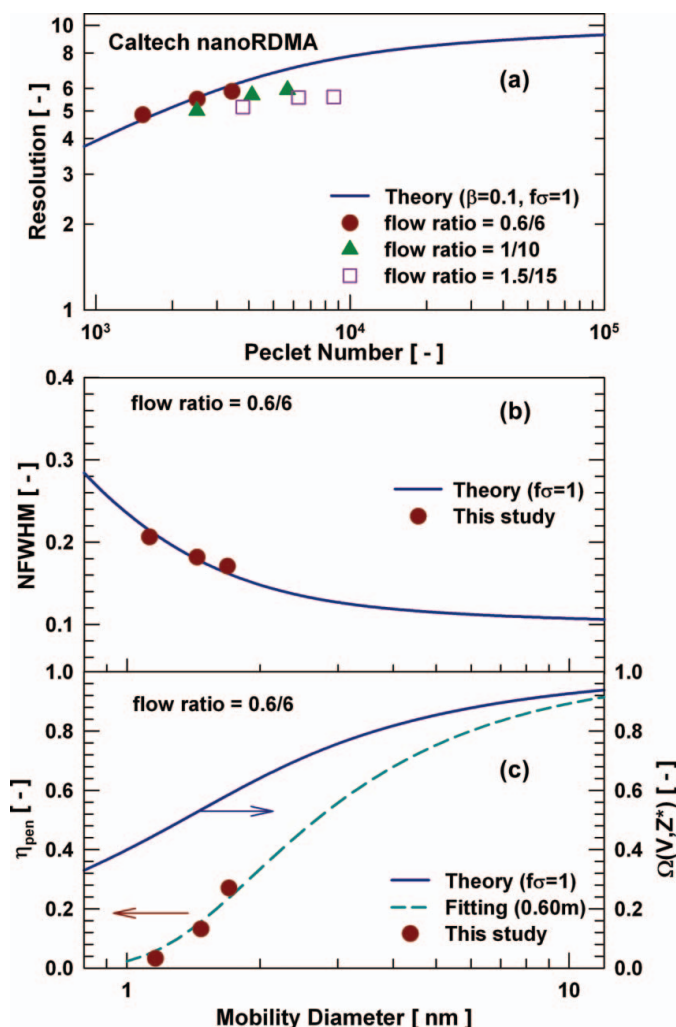 Caltech nanoRDMA
(a)
10
8
6
5
4
3
2
1
Resolution [ - ]
Theory (β=0.1, fσ=1)
flow ratio = 0.6/6
flow ratio = 1/10
flow ratio = 1.5/15
10³ 10⁴ 10⁵
Peclet Number [ - ]
flow ratio = 0.6/6
(b)
0.4
0.3
0.2
0.1
NFWHM [ - ]
Theory (fσ=1)
This study
flow ratio = 0.6/6
(c)
1.0 1.0
0.8 0.8
0.6 0.6
0.4 0.4
0.2 0.2
0.0 0.0
ηpen [ - ]
Ω(V,Z*) [ - ]
Theory (fσ=1)
Fitting (0.60m)
This study
1 10
Mobility Diameter [ nm ]